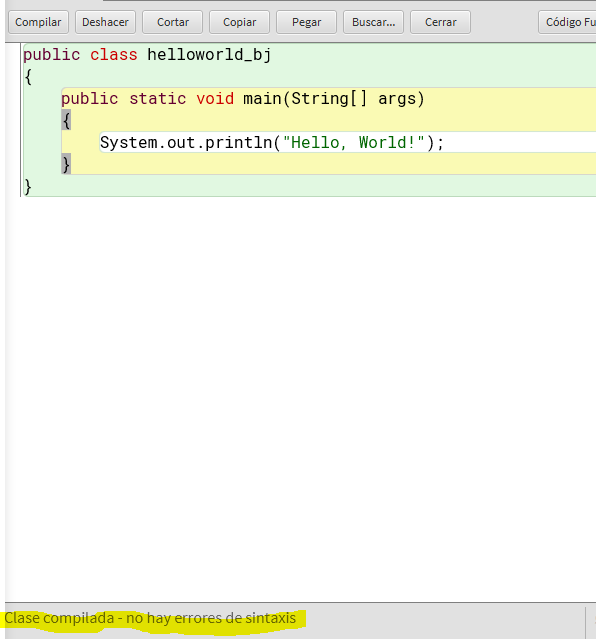 Compilar Deshacer Cortar Copiar Pegar Buscar... Cerrar Código Fu
public class helloworld_bj
{
public static void main(String[] args)
{
System.out.println("Hello, World!");
}
}
Clase compilada - no hay errores de sintaxis